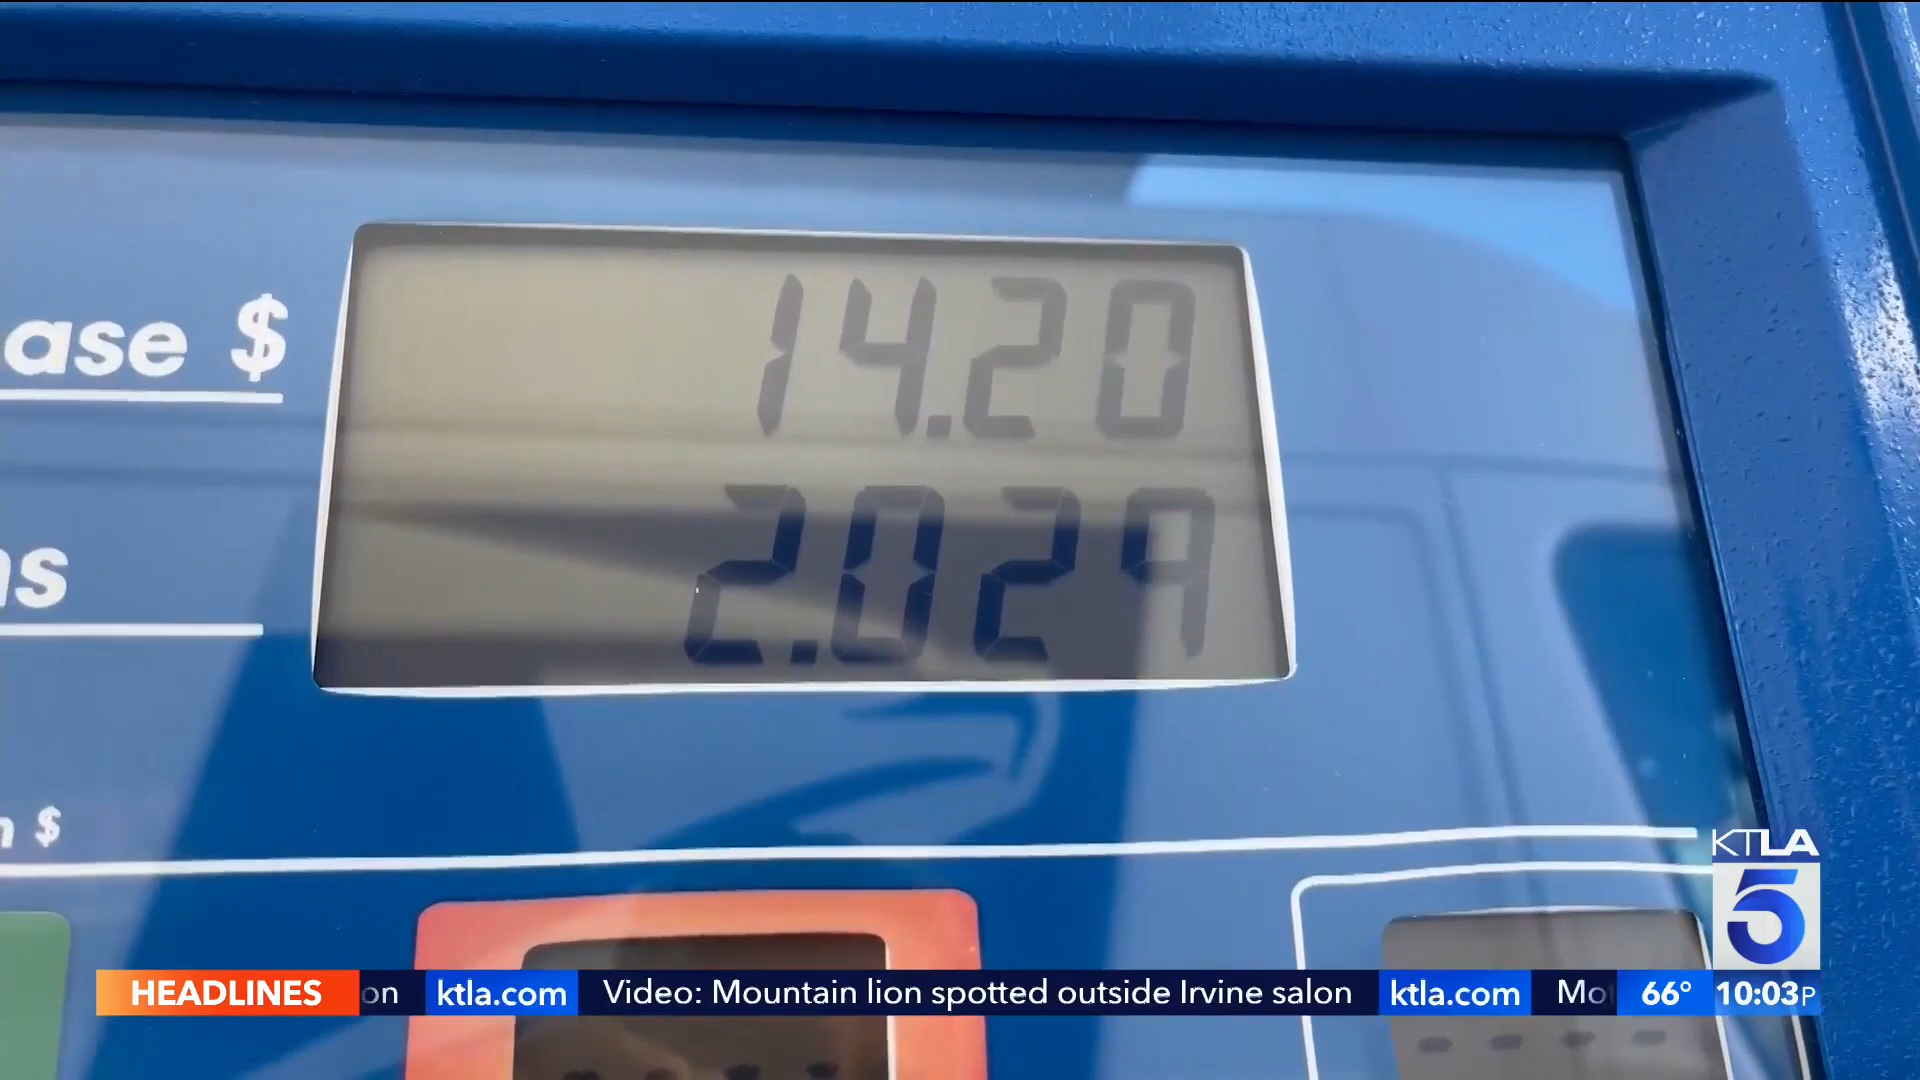 ase $
14.20
ns
2.029
n $
KTLA
5
HEADLINES on ktla.com Video: Mountain lion spotted outside Irvine salon ktla.com Mo 66° 10:03P